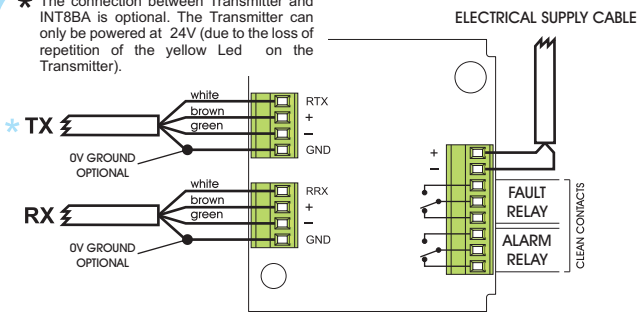 * The connection between Transmitter and
INT8BA is optional. The Transmitter can
only be powered at 24V (due to the loss of
repetition of the yellow Led on the
Transmitter).
ELECTRICAL SUPPLY CABLE
* TX
white
brown
green
0V GROUND
OPTIONAL
RTX
+
–
GND
RX
white
brown
green
0V GROUND
OPTIONAL
RRX
+
–
GND
+
–
FAULT
RELAY
ALARM
RELAY
CLEAN CONTACTS